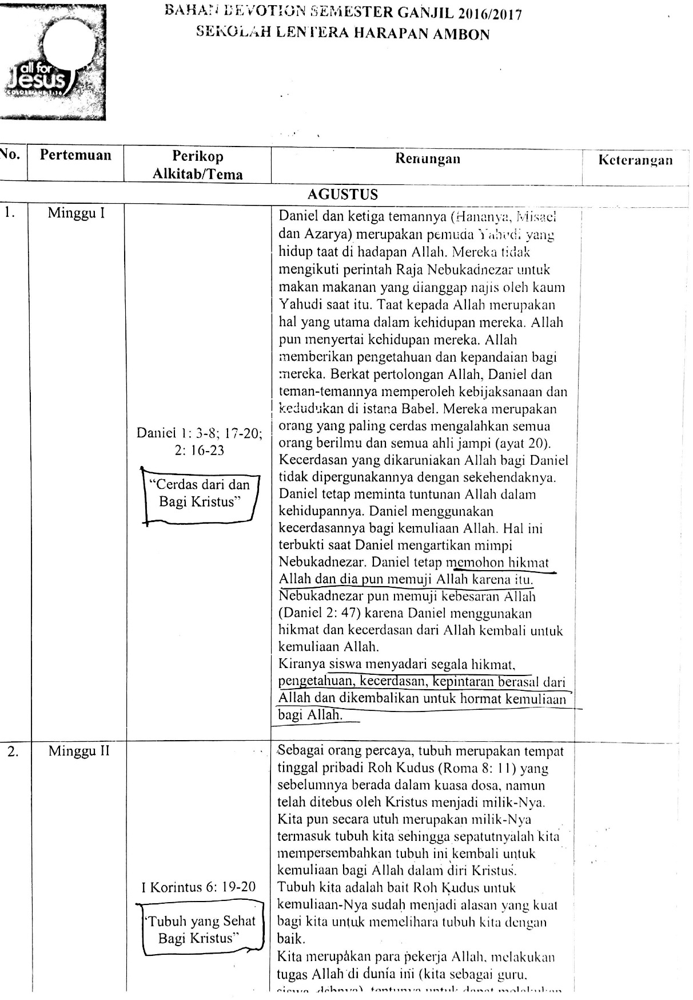 BAHAN DEVOTION SEMESTER GANJIL 2016/2017
SEKOLAH LENTERA HARAPAN AMBON
all for
Jesus
No.
Pertemuan
Perikop
Alkitab/Tema
Renungan
Keterangan
AGUSTUS
1.
Minggu I
Daniel 1: 3-8; 17-20;
2: 16-23
“Cerdas dari dan
Bagi Kristus”
Daniel dan ketiga temannya (Hananya, Misael
dan Azarya) merupakan pemuda Yahudi yang
hidup taat di hadapan Allah. Mereka tidak
mengikuti perintah Raja Nebukadnezar untuk
makan makanan yang dianggap najis oleh kaum
Yahudi saat itu. Taat kepada Allah merupakan
hal yang utama dalam kehidupan mereka. Allah
pun menyertai kehidupan mereka. Allah
memberikan pengetahuan dan kepandaian bagi
mereka. Berkat pertolongan Allah, Daniel dan
teman-temannya memperoleh kebijaksanaan dan
kedudukan di istana Babel. Mereka merupakan
orang yang paling cerdas mengalahkan semua
orang berilmu dan semua ahli jampi (ayat 20).
Kecerdasan yang dikaruniakan Allah bagi Daniel
tidak dipergunakannya dengan sekehendaknya.
Daniel tetap meminta tuntunan Allah dalam
kehidupannya. Daniel menggunakan
kecerdasannya bagi kemuliaan Allah. Hal ini
terbukti saat Daniel mengartikan mimpi
Nebukadnezar. Daniel tetap memohon hikmat
Allah dan dia pun memuji Allah karena itu.
Nebukadnezar pun memuji kebesaran Allah
(Daniel 2: 47) karena Daniel menggunakan
hikmat dan kecerdasan dari Allah kembali untuk
kemuliaan Allah.
Kiranya siswa menyadari segala hikmat,
pengetahuan, kecerdasan, kepintaran berasal dari
Allah dan dikembalikan untuk hormat kemuliaan
bagi Allah.
2.
Minggu II
I Korintus 6: 19-20
“Tubuh yang Sehat
Bagi Kristus”
Sebagai orang percaya, tubuh merupakan tempat
tinggal pribadi Roh Kudus (Roma 8: 11) yang
sebelumnya berada dalam kuasa dosa, namun
telah ditebus oleh Kristus menjadi milik-Nya.
Kita pun secara utuh merupakan milik-Nya
termasuk tubuh kita sehingga sepatutnyalah kita
mempersembahkan tubuh ini kembali untuk
kemuliaan bagi Allah dalam diri Kristus.
Tubuh kita adalah bait Roh Kudus untuk
kemuliaan-Nya sudah menjadi alasan yang kuat
bagi kita untuk memelihara tubuh kita dengan
baik.
Kita merupakan para pekerja Allah, melakukan
tugas Allah di dunia ini (kita sebagai guru,